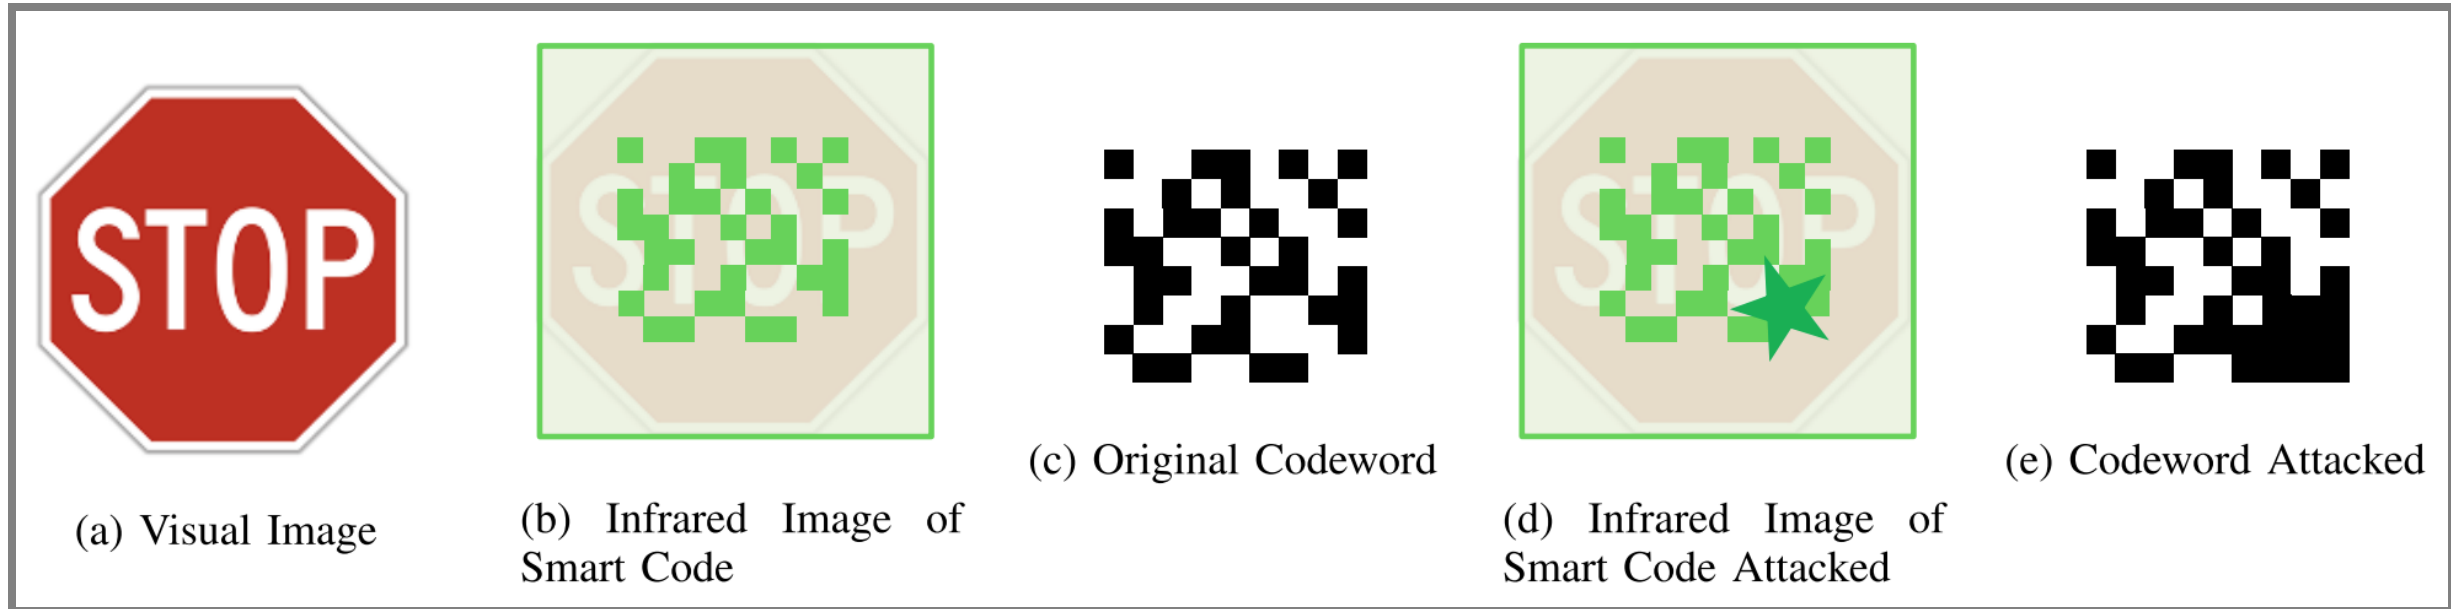 STOP
STOP
STOP
(a) Visual Image
(b) Infrared Image of
Smart Code
(c) Original Codeword
(d) Infrared Image of
Smart Code Attacked
(e) Codeword Attacked